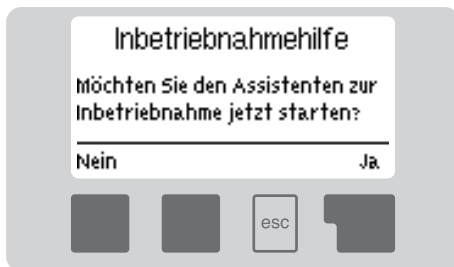 Inbetriebnahmehilfe
Möchten Sie den Assistenten zur
Inbetriebnahme jetzt starten?
Nein Ja
esc